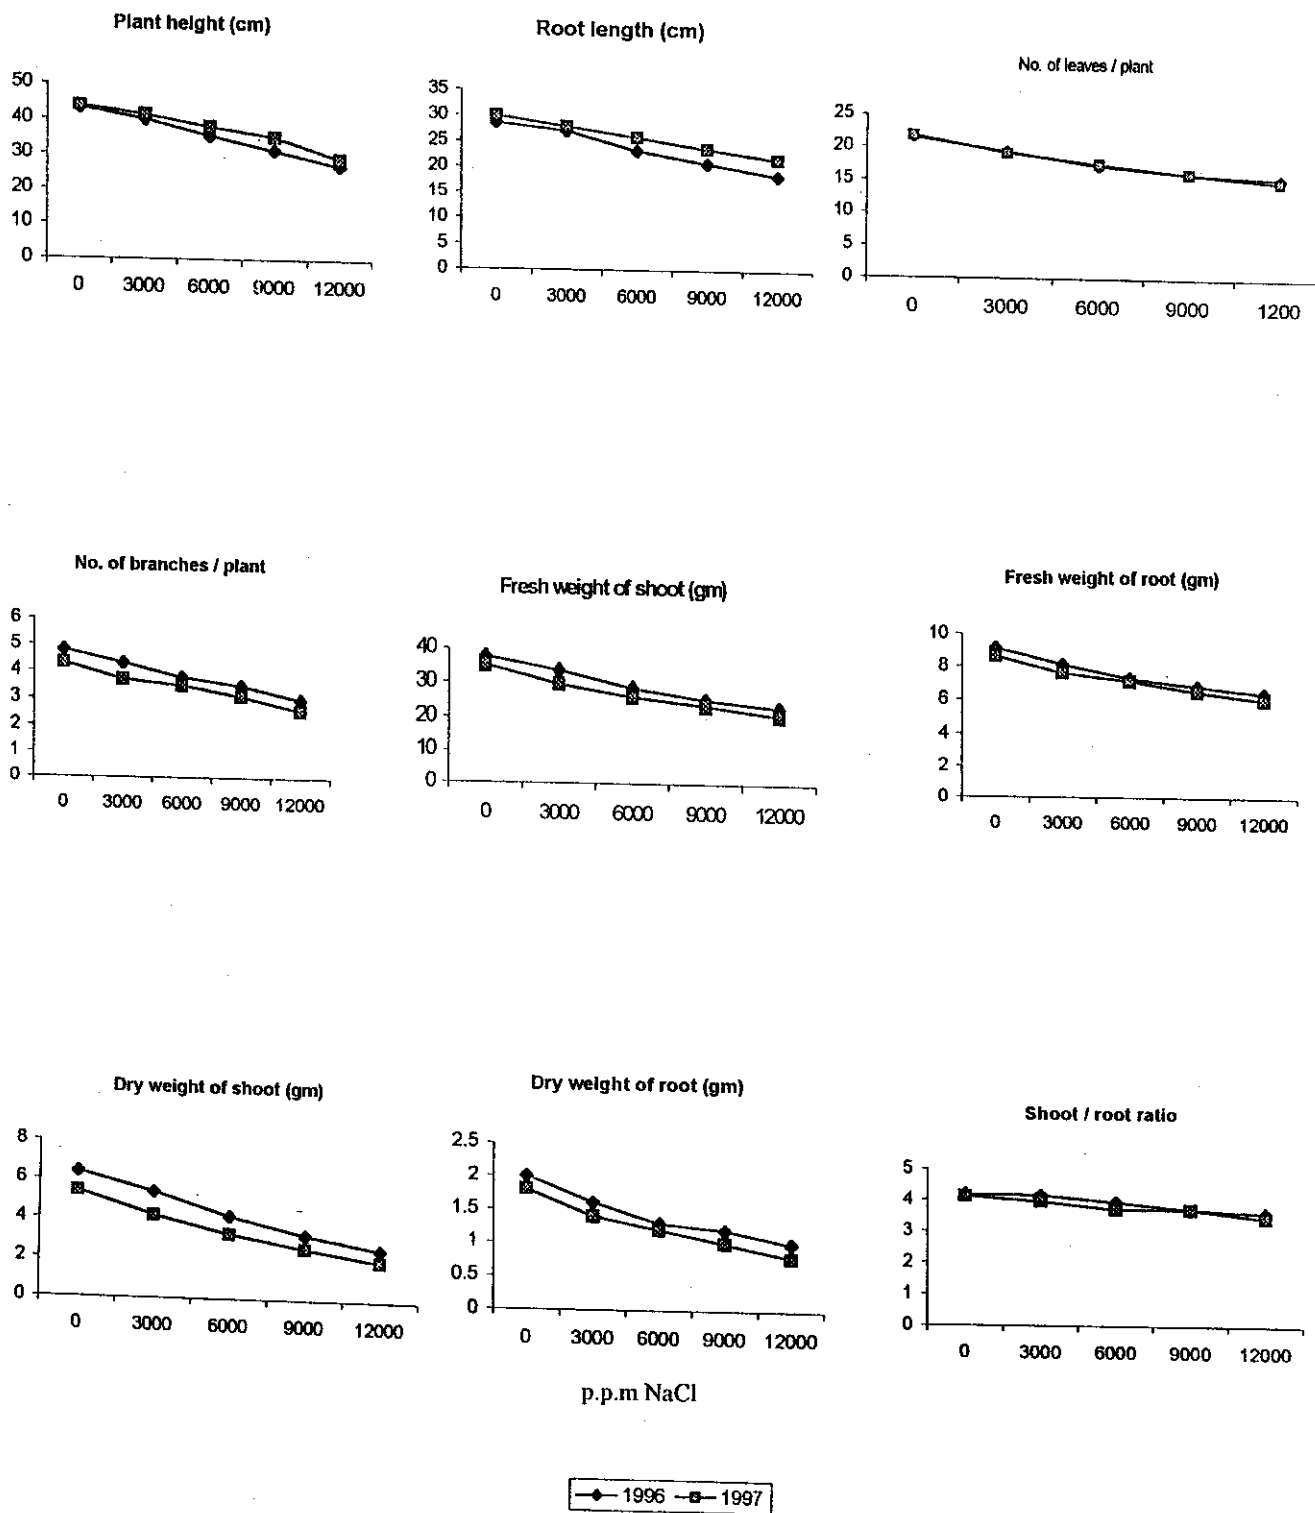 Plant height (cm)
50
40
30
20
10
0
0 3000 6000 9000 12000
Root length (cm)
35
30
25
20
15
10
5
0
0 3000 6000 9000 12000
No. of leaves / plant
25
20
15
10
5
0
0 3000 6000 9000 1200
No. of branches / plant
6
5
4
3
2
1
0
0 3000 6000 9000 12000
Fresh weight of shoot (gm)
40
30
20
10
0
0 3000 6000 9000 12000
Fresh weight of root (gm)
10
8
6
4
2
0
0 3000 6000 9000 12000
Dry weight of shoot (gm)
8
6
4
2
0
0 3000 6000 9000 12000
Dry weight of root (gm)
2.5
2
1.5
1
0.5
0
0 3000 6000 9000 12000
Shoot / root ratio
5
4
3
2
1
0
0 3000 6000 9000 12000
p.p.m NaCl
1996 1997